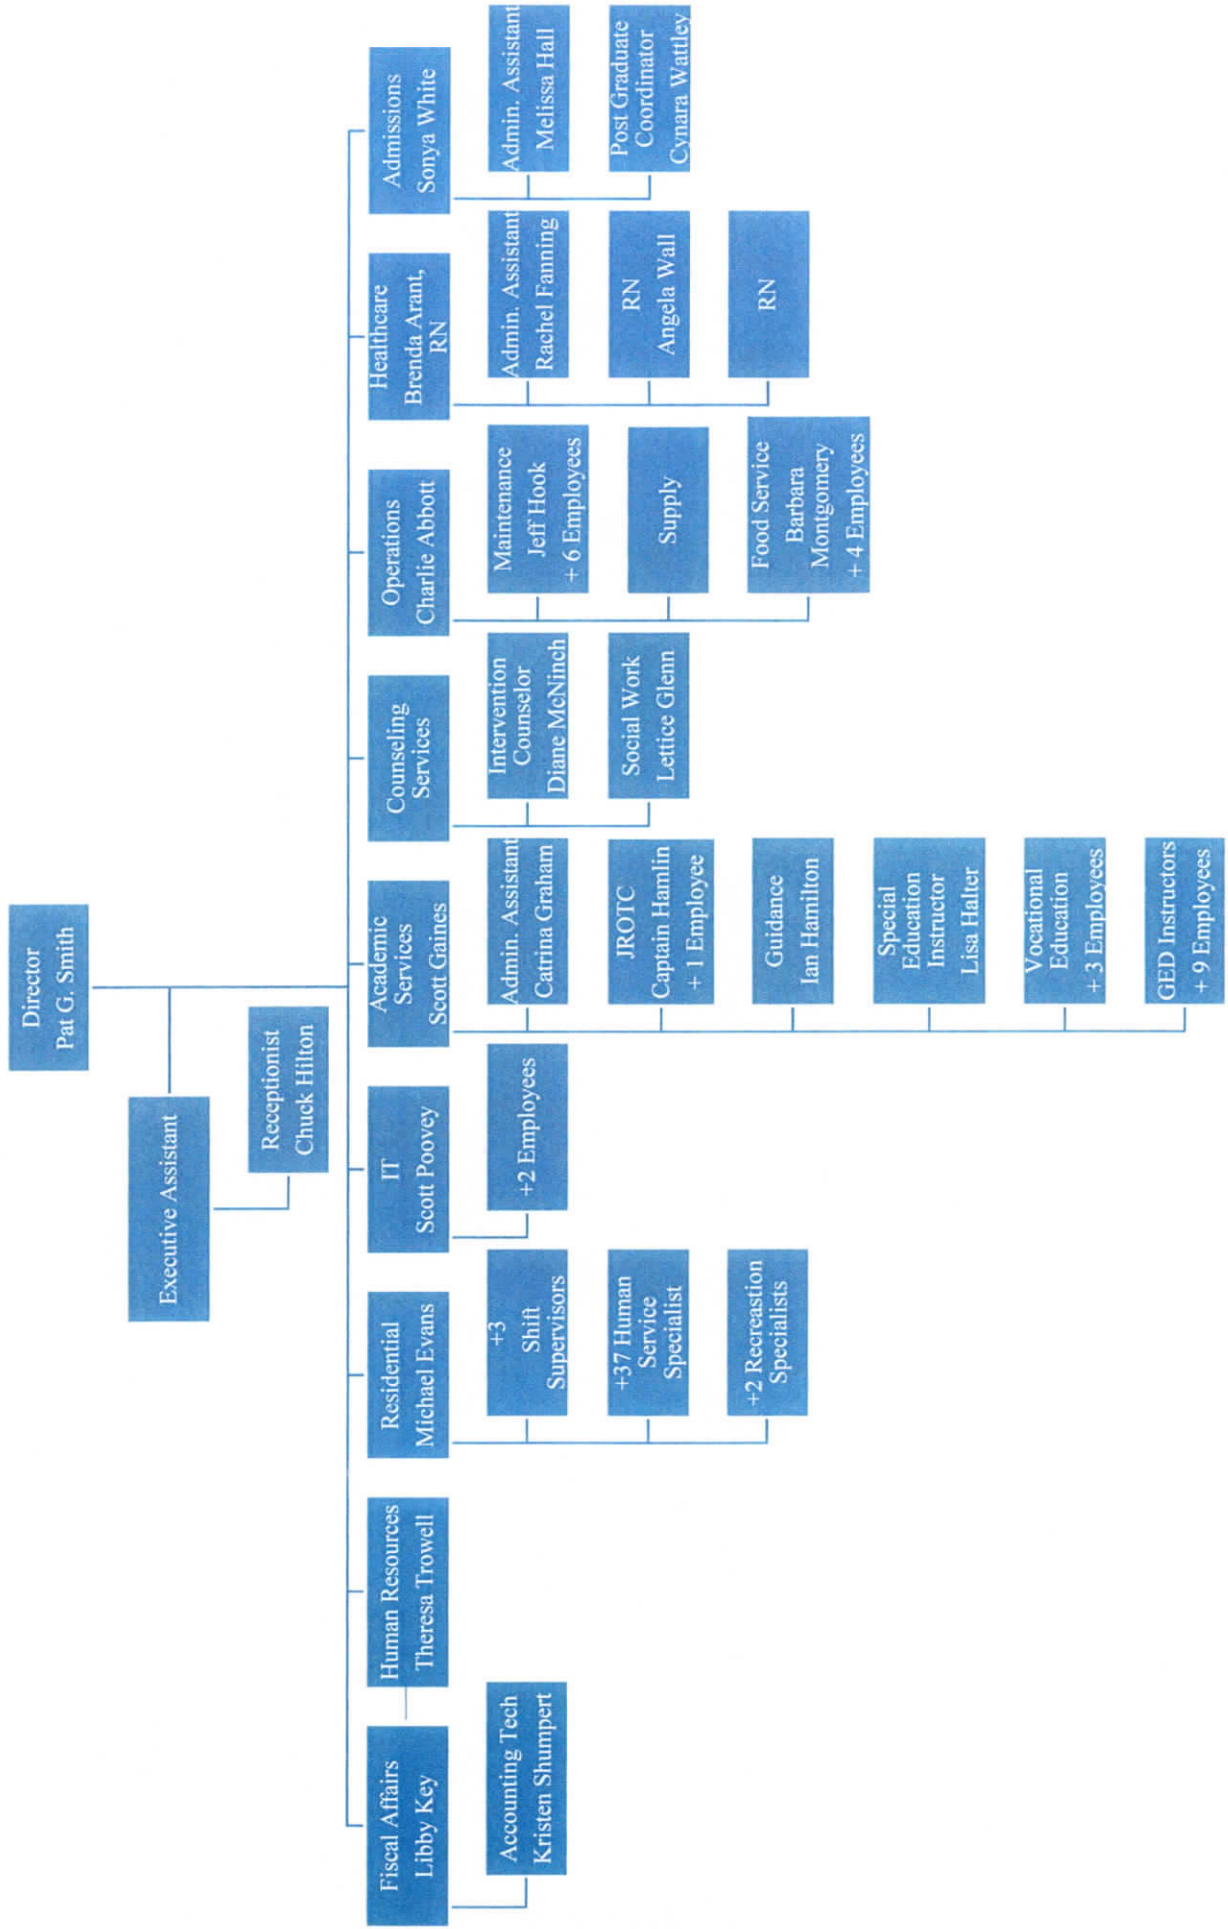 Director
Pat G. Smith
Executive Assistant
Receptionist
Chuck Hilton
Fiscal Affairs
Libby Key
Accounting Tech
Kristen Shumpert
Human Resources
Theresa Trowell
Residential
Michael Evans
+3
Shift
Supervisors
+37 Human
Service
Specialist
+2 Recreastion
Specialists
IT
Scott Poovey
+2 Employees
Academic
Services
Scott Gaines
Admin. Assistant
Catrina Graham
JROTC
Captain Hamlin
+ 1 Employee
Guidance
Ian Hamilton
Special
Education
Instructor
Lisa Halter
Vocational
Education
+ 3 Employees
GED Instructors
+ 9 Employees
Counseling
Services
Intervention
Counselor
Diane McNinch
Social Work
Lettice Glenn
Operations
Charlie Abbott
Maintenance
Jeff Hook
+ 6 Employees
Supply
Food Service
Barbara
Montgomery
+ 4 Employees
Healthcare
Brenda Arant,
RN
Admin. Assistant
Rachel Fanning
RN
Angela Wall
RN
Admissions
Sonya White
Admin. Assistant
Melissa Hall
Post Graduate
Coordinator
Cynara Wattley